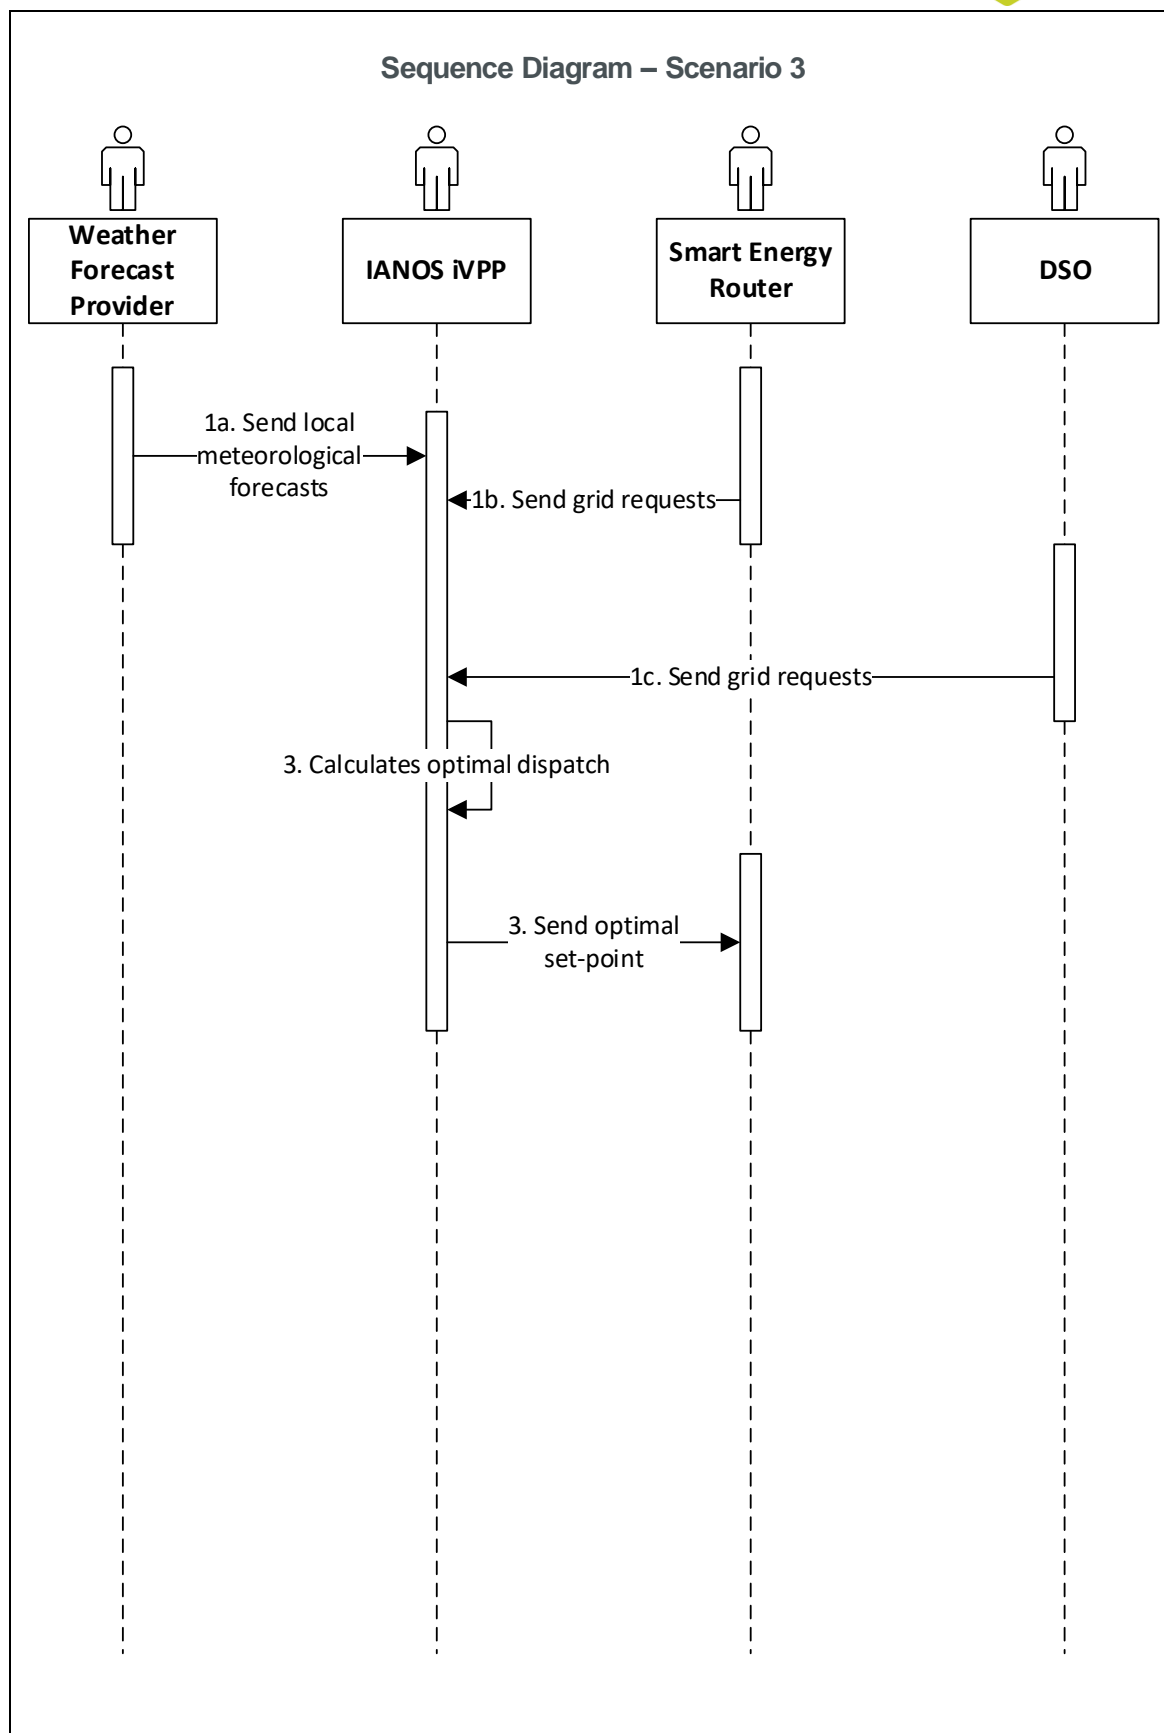 Sequence Diagram – Scenario 3
Weather
Forecast
Provider
IANOS iVPP
Smart Energy
Router
DSO
1a. Send local
meteorological
forecasts
1b. Send grid requests
1c. Send grid requests
3. Calculates optimal dispatch
3. Send optimal
set-point